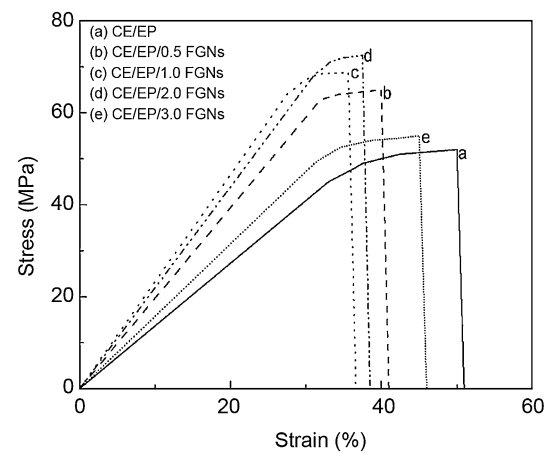 80
(a) CE/EP
(b) CE/EP/0.5 FGNs
(c) CE/EP/1.0 FGNs
(d) CE/EP/2.0 FGNs
(e) CE/EP/3.0 FGNs
d
c
b
60
e
a
40
20
0
0 20 40 60
Stress (MPa)
Strain (%)